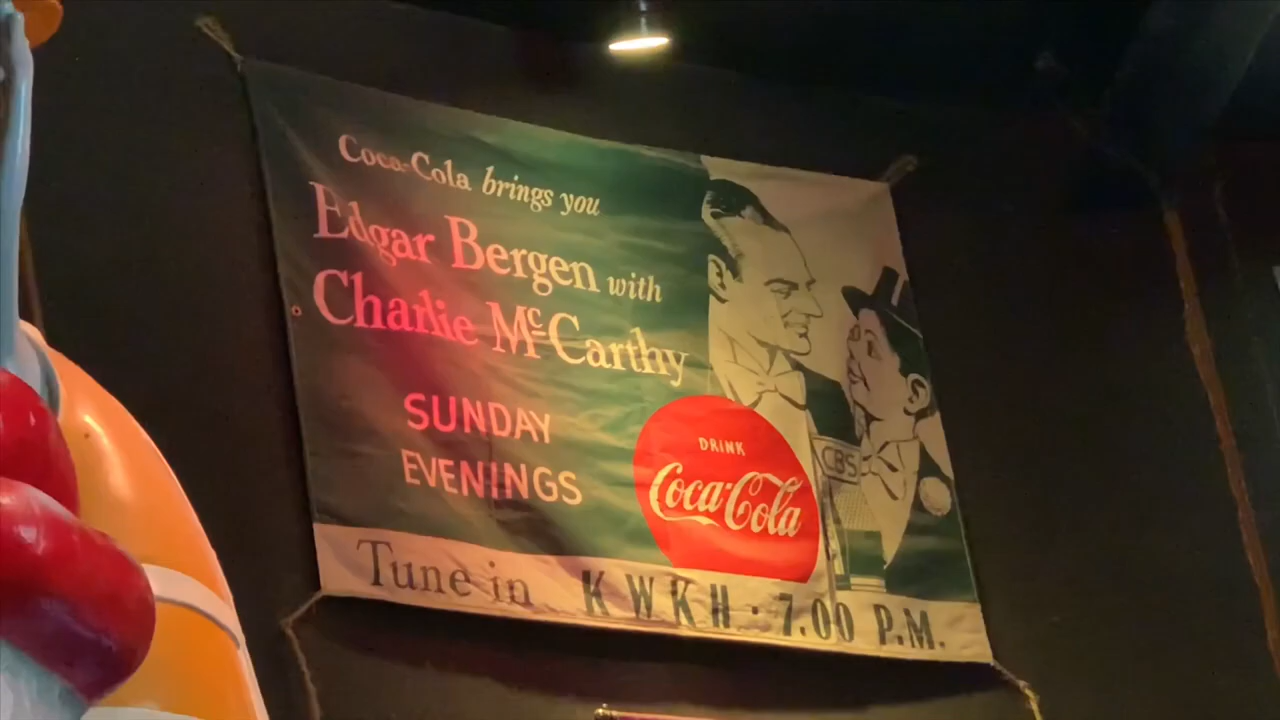 Coca-Cola brings you
Edgar Bergen with
Charlie McCarthy
SUNDAY
EVENINGS
DRINK
Coca-Cola
CBS
Tune in KWKH · 7.00 P.M.